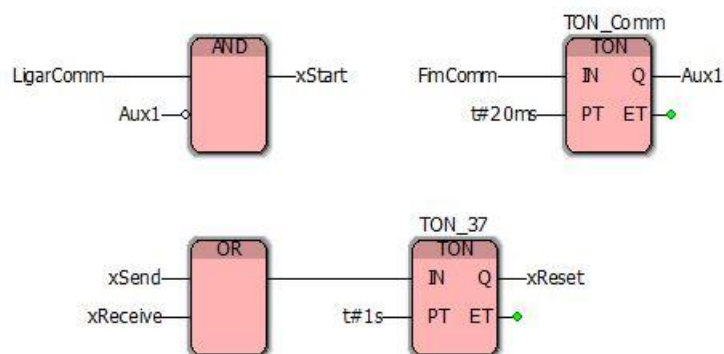 TON_Comm
AND TON
LigarComm xStart FimComm IN Q Aux1
Aux1 t#20ms PT ET
TON_37
OR TON
xSend IN Q xReset
xReceive t#1s PT ET